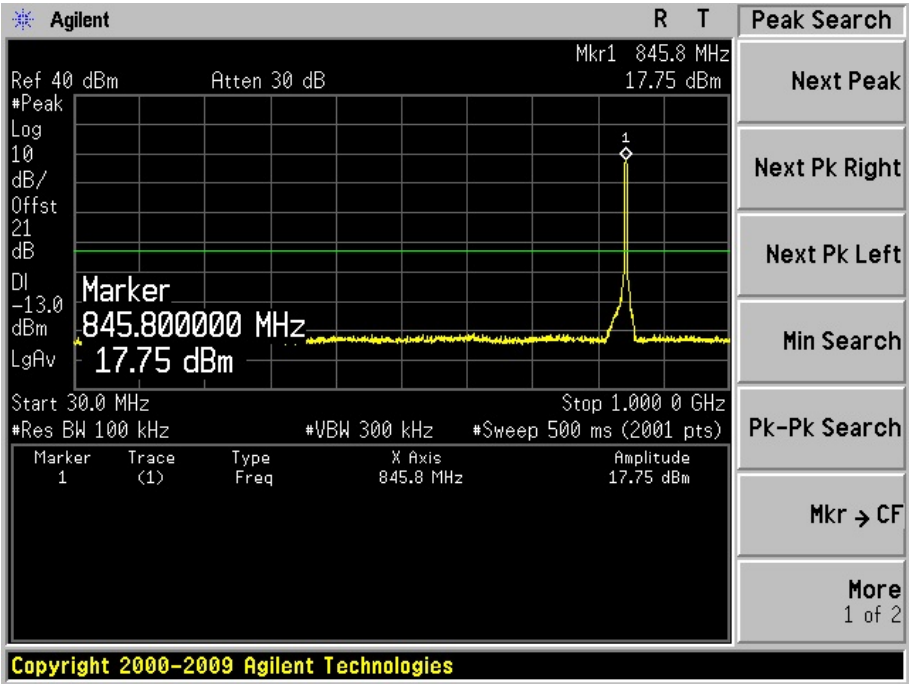 Agilent R T
Mkr1 845.8 MHz
Ref 40 dBm Atten 30 dB 17.75 dBm
#Peak
Log
10
dB/
Offst
21
dB
DI
-13.0
dBm
LgAv
1
Marker
845.800000 MHz
17.75 dBm
Start 30.0 MHz Stop 1.000 0 GHz
#Res BW 100 kHz #VBW 300 kHz #Sweep 500 ms (2001 pts)
Marker Trace Type X Axis Amplitude
1 (1) Freq 845.8 MHz 17.75 dBm
Copyright 2000-2009 Agilent Technologies
Peak Search
Next Peak
Next Pk Right
Next Pk Left
Min Search
Pk-Pk Search
Mkr → CF
More
1 of 2